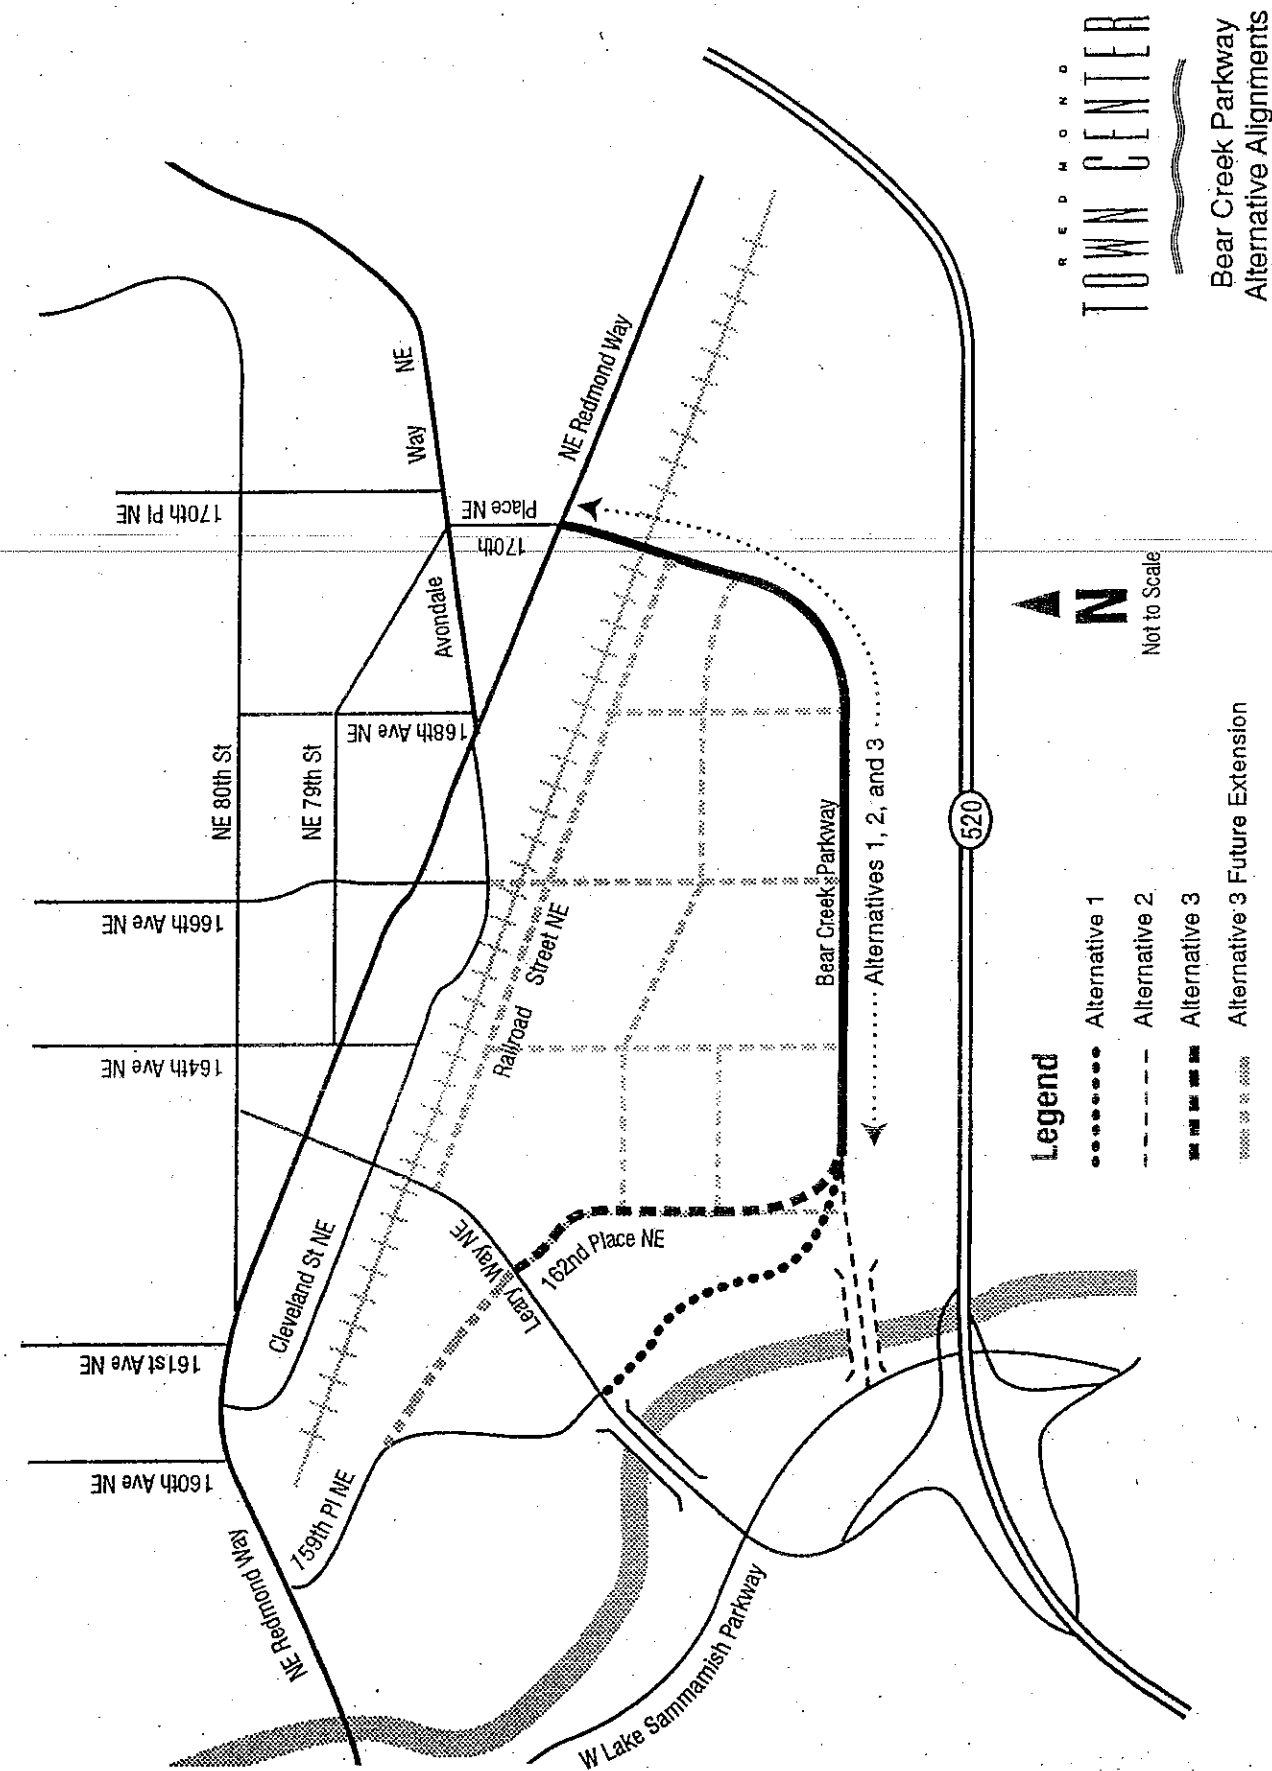 NE 80th St
NE 79th St
170th Pl NE
168th Ave NE
166th Ave NE
164th Ave NE
161st Ave NE
160th Ave NE
Avondale Way NE
170th Place NE
NE Redmond Way
Cleveland St NE
Railroad Street NE
Leary Way NE
162nd Place NE
159th Pl NE
NE Redmond Way
Bear Creek Parkway
Alternatives 1, 2, and 3
W Lake Sammamish Parkway
520
Legend
Alternative 1
Alternative 2
Alternative 3
Alternative 3 Future Extension
N
Not to Scale
REDMOND
TOWN CENTER
Bear Creek Parkway
Alternative Alignments